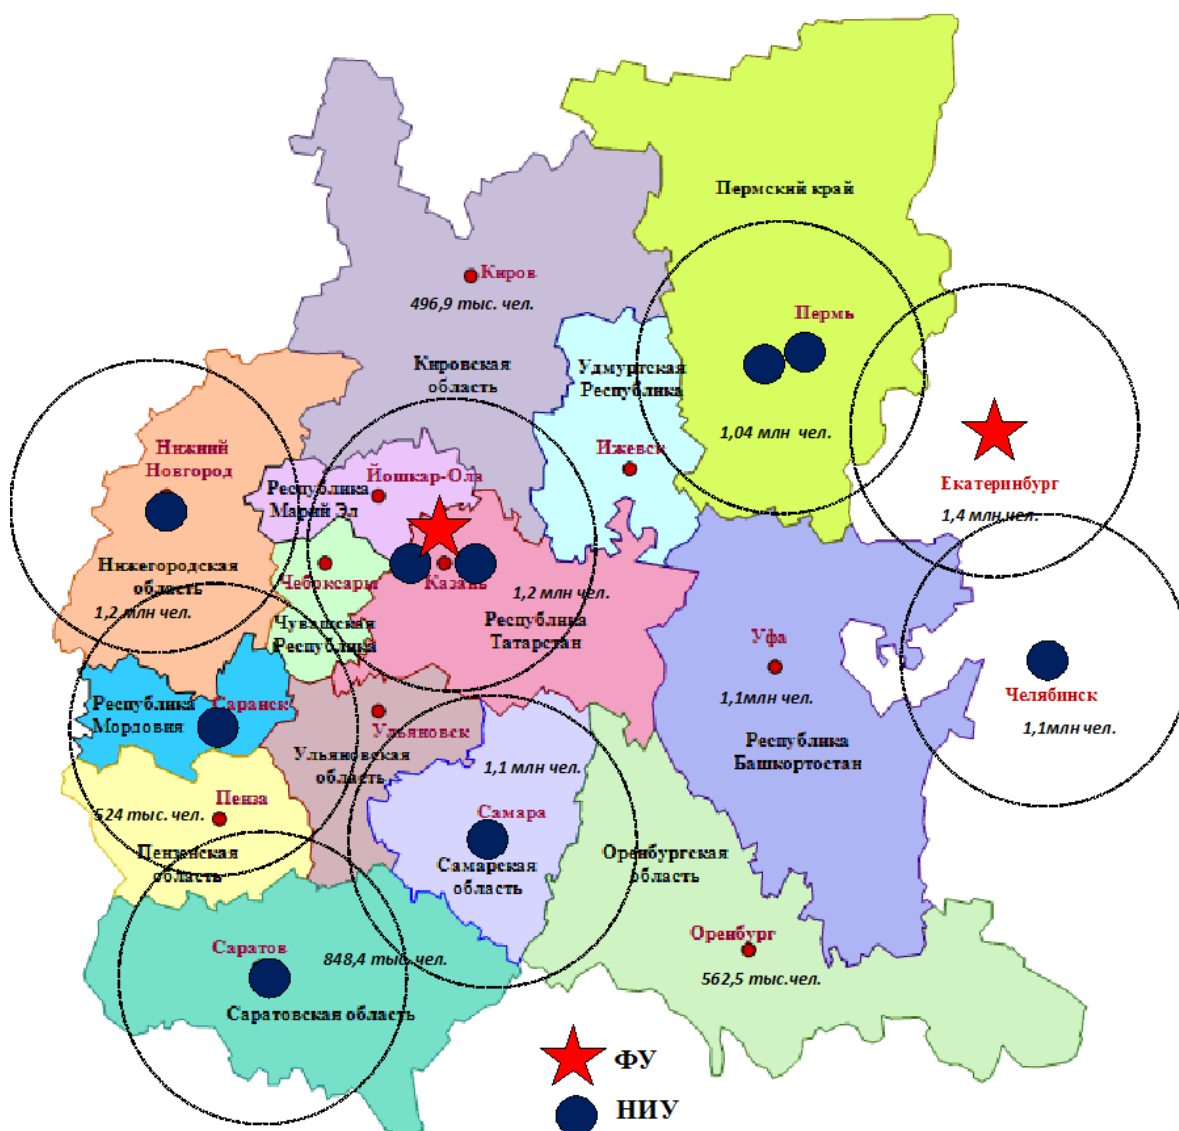 Пермский край
Киров
496,9 тыс. чел.
Пермь
Кировская
область
Удмуртская
Республика
1,04 млн чел.
Нижний
Новгород
Ижевск
Йошкар-Ола
Республика
Марий Эл
Екатеринбург
1,4 млн чел.
Нижегородская
область
1,2 млн чел.
Чебоксары
Казань
1,2 млн чел.
Чувашская
Республика
Республика
Татарстан
Уфа
1,1млн чел.
Челябинск
1,1млн чел.
Республика
Мордовия
Саранск
Ульяновск
Ульяновская
область
Республика
Башкортостан
1,1 млн чел.
Пенза
524 тыс. чел.
Самара
Пензенская
область
Самарская
область
Оренбургская
область
Саратов
848,4 тыс. чел.
Оренбург
562,5 тыс.чел.
Саратовская область
ФУ
НИУ